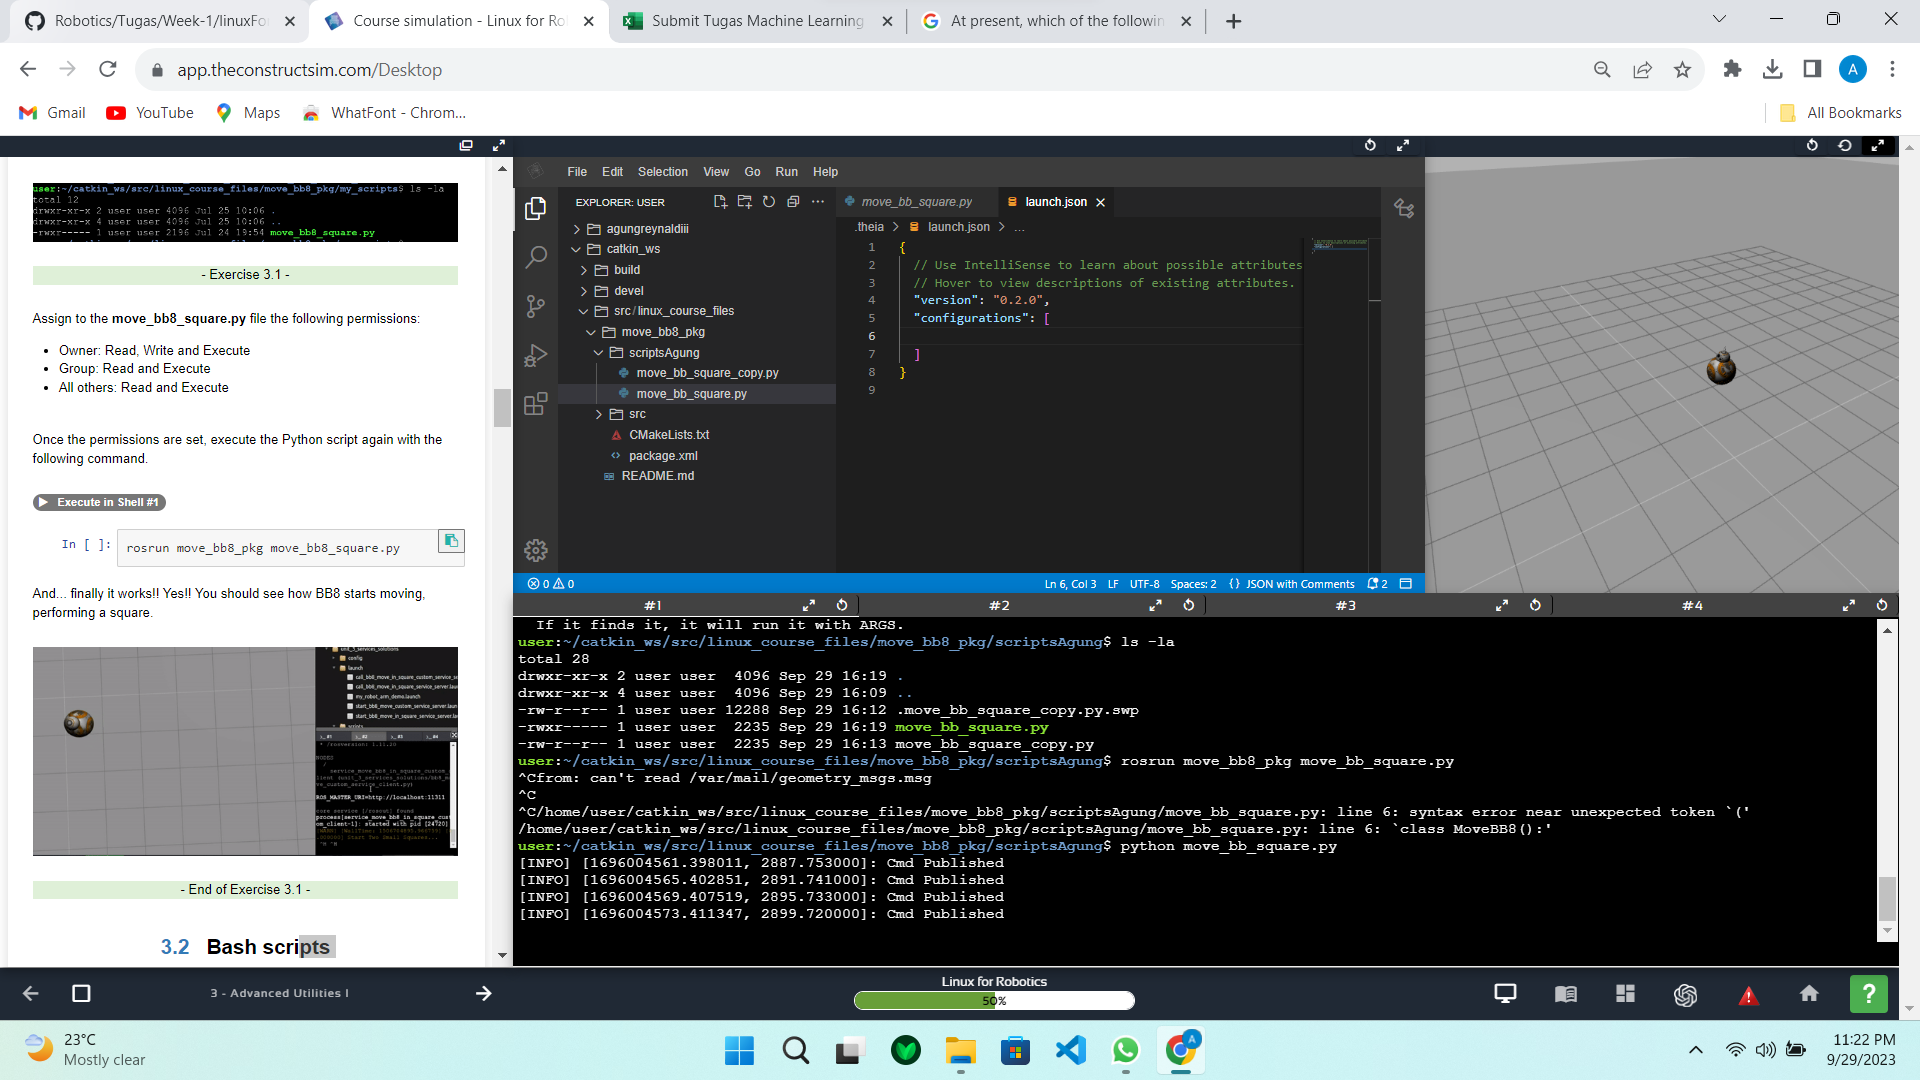 Robotics/Tugas/Week-1/linuxFo
Course simulation - Linux for Ro
Submit Tugas Machine Learning
At present, which of the followin
app.theconstructsim.com/Desktop
A
Gmail
YouTube
Maps
WhatFont - Chrom...
All Bookmarks
user:~/catkin_ws/src/linux_course_files/move_bb8_pkg/my_scripts$ ls -la
total 12
drwxr-xr-x 2 user user 4096 Jul 25 10:06 .
drwxr-xr-x 4 user user 4096 Jul 25 10:06 ..
-rwxr----- 1 user user 2196 Jul 24 19:54 move_bb8_square.py
- Exercise 3.1 -
Assign to the move_bb8_square.py file the following permissions:
Owner: Read, Write and Execute
Group: Read and Execute
All others: Read and Execute
Once the permissions are set, execute the Python script again with the
following command.
Execute in Shell #1
In [ ]:
rosrun move_bb8_pkg move_bb8_square.py
And... finally it works!! Yes!! You should see how BB8 starts moving,
performing a square.
- End of Exercise 3.1 -
3.2 Bash scripts
File Edit Selection View Go Run Help
EXPLORER: USER
agungreynaldiii
catkin_ws
build
devel
src/linux_course_files
move_bb8_pkg
scriptsAgung
move_bb_square_copy.py
move_bb_square.py
src
CMakeLists.txt
package.xml
README.md
move_bb_square.py
launch.json
.theia > launch.json > ...
1 {
2 // Use IntelliSense to learn about possible attributes
3 // Hover to view descriptions of existing attributes.
4 "version": "0.2.0",
5 "configurations": [
6
7 ]
8 }
9
0 0
Ln 6, Col 3 LF UTF-8 Spaces: 2 {} JSON with Comments 2
#1 #2 #3 #4
If it finds it, it will run it with ARGS.
user:~/catkin_ws/src/linux_course_files/move_bb8_pkg/scriptsAgung$ ls -la
total 28
drwxr-xr-x 2 user user  4096 Sep 29 16:19 .
drwxr-xr-x 4 user user  4096 Sep 29 16:09 ..
-rw-r--r-- 1 user user 12288 Sep 29 16:12 .move_bb_square_copy.py.swp
-rwxr----- 1 user user  2235 Sep 29 16:19 move_bb_square.py
-rw-r--r-- 1 user user  2235 Sep 29 16:13 move_bb_square_copy.py
user:~/catkin_ws/src/linux_course_files/move_bb8_pkg/scriptsAgung$ rosrun move_bb8_pkg move_bb_square.py
^Cfrom: can't read /var/mail/geometry_msgs.msg
^C
^C/home/user/catkin_ws/src/linux_course_files/move_bb8_pkg/scriptsAgung/move_bb_square.py: line 6: syntax error near unexpected token `('
/home/user/catkin_ws/src/linux_course_files/move_bb8_pkg/scriptsAgung/move_bb_square.py: line 6: `class MoveBB8():'
user:~/catkin_ws/src/linux_course_files/move_bb8_pkg/scriptsAgung$ python move_bb_square.py
[INFO] [1696004561.398011, 2887.753000]: Cmd Published
[INFO] [1696004565.402851, 2891.741000]: Cmd Published
[INFO] [1696004569.407519, 2895.733000]: Cmd Published
[INFO] [1696004573.411347, 2899.720000]: Cmd Published
3 - Advanced Utilities I
Linux for Robotics
50%
?
23°C
Mostly clear
A
11:22 PM
9/29/2023